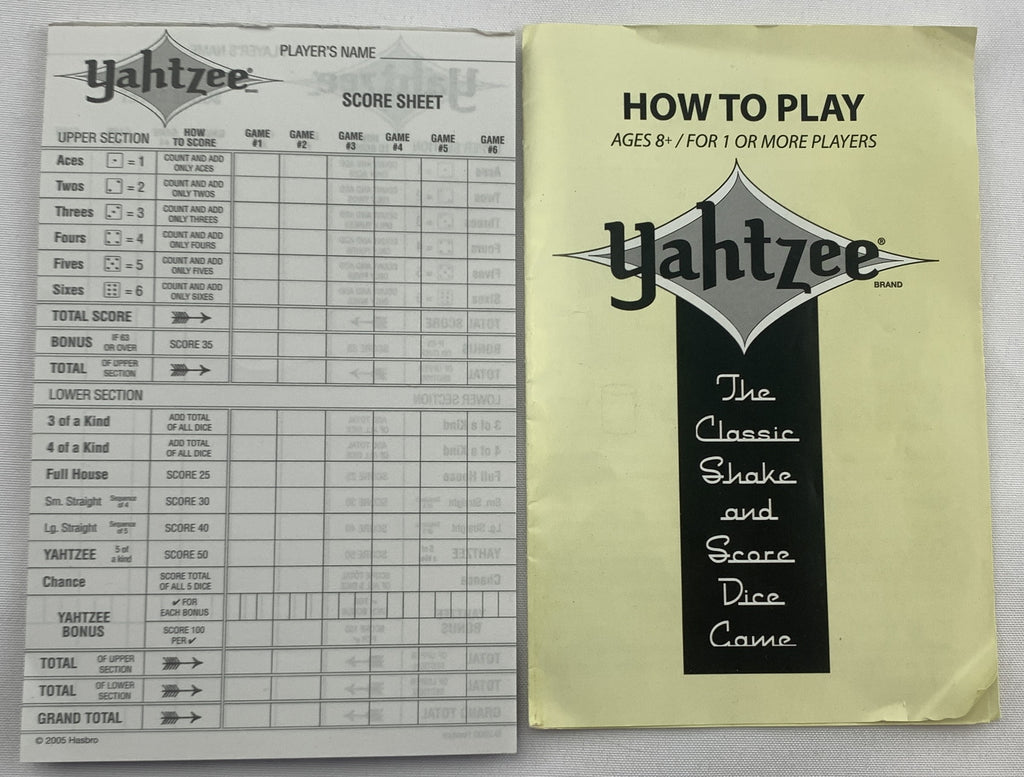 Yahtzee®
PLAYER'S NAME
SCORE SHEET
UPPER SECTION HOW TO SCORE GAME #1 GAME #2 GAME #3 GAME #4 GAME #5 GAME #6
Aces = 1 COUNT AND ADD ONLY ACES
Twos = 2 COUNT AND ADD ONLY TWOS
Threes = 3 COUNT AND ADD ONLY THREES
Fours = 4 COUNT AND ADD ONLY FOURS
Fives = 5 COUNT AND ADD ONLY FIVES
Sixes = 6 COUNT AND ADD ONLY SIXES
TOTAL SCORE
BONUS IF 63 OR OVER SCORE 35
TOTAL OF UPPER SECTION
LOWER SECTION
3 of a Kind ADD TOTAL OF ALL DICE
4 of a Kind ADD TOTAL OF ALL DICE
Full House SCORE 25
Sm. Straight Sequence of 4 SCORE 30
Lg. Straight Sequence of 5 SCORE 40
YAHTZEE 5 of a kind SCORE 50
Chance SCORE TOTAL OF ALL 5 DICE
YAHTZEE BONUS ✓ FOR EACH BONUS
SCORE 100 PER ✓
TOTAL OF UPPER SECTION
TOTAL OF LOWER SECTION
GRAND TOTAL
© 2005 Hasbro
HOW TO PLAY
AGES 8+ / FOR 1 OR MORE PLAYERS
Yahtzee®
BRAND
The
Classic
Shake
and
Score
Dice
Game